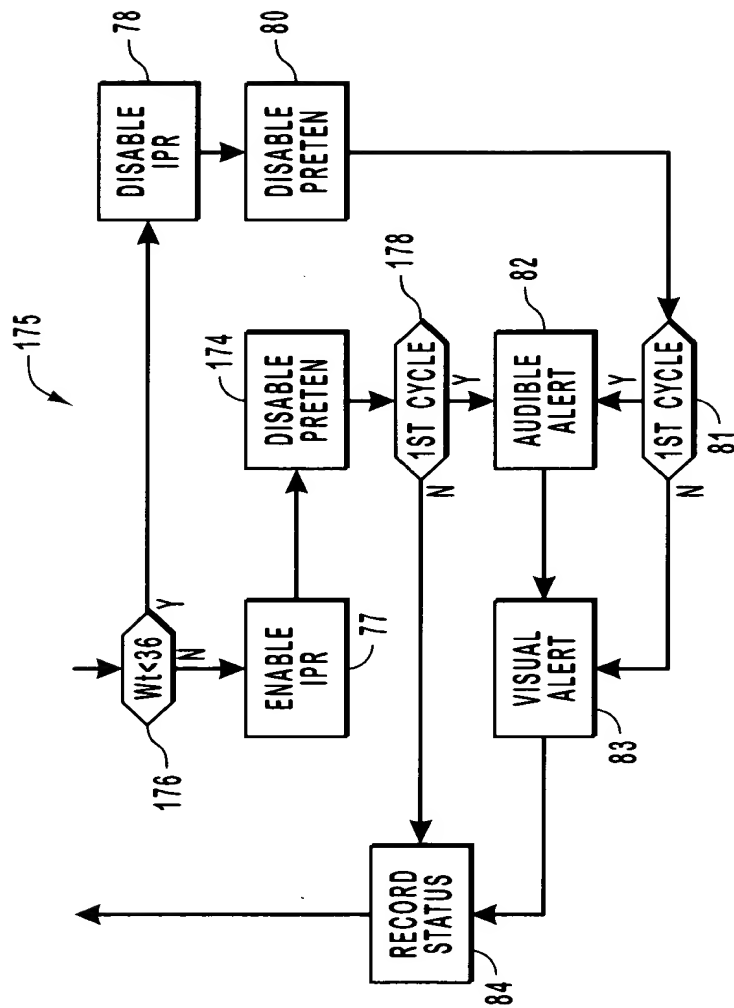 175
Wt<36
176
Y
N
DISABLE
IPR
78
ENABLE
IPR
77
DISABLE
PRETEN
174
DISABLE
PRETEN
80
1ST CYCLE
178
N
Y
RECORD
STATUS
84
VISUAL
ALERT
83
AUDIBLE
ALERT
82
Y
1ST CYCLE
81
N